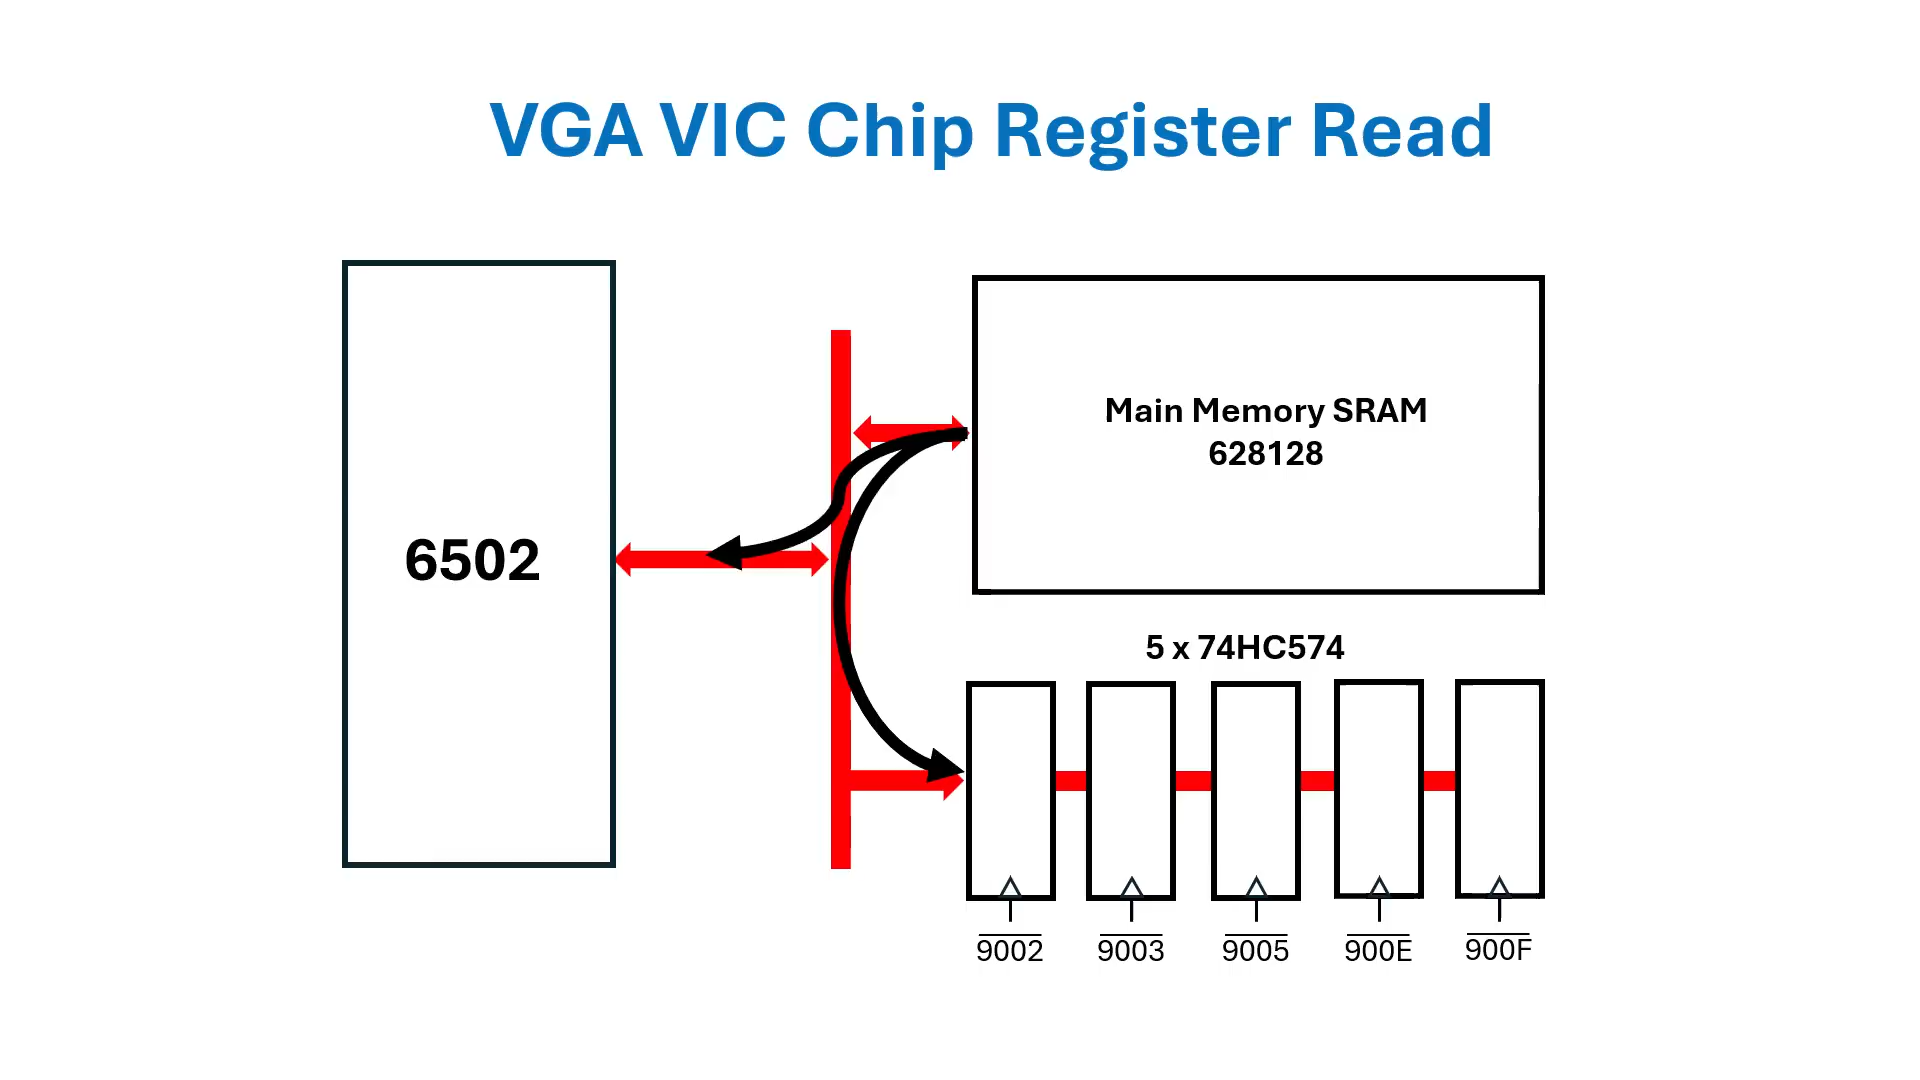 VGA VIC Chip Register Read
6502
Main Memory SRAM
628128
5 x 74HC574
9002
9003
9005
900E
900F